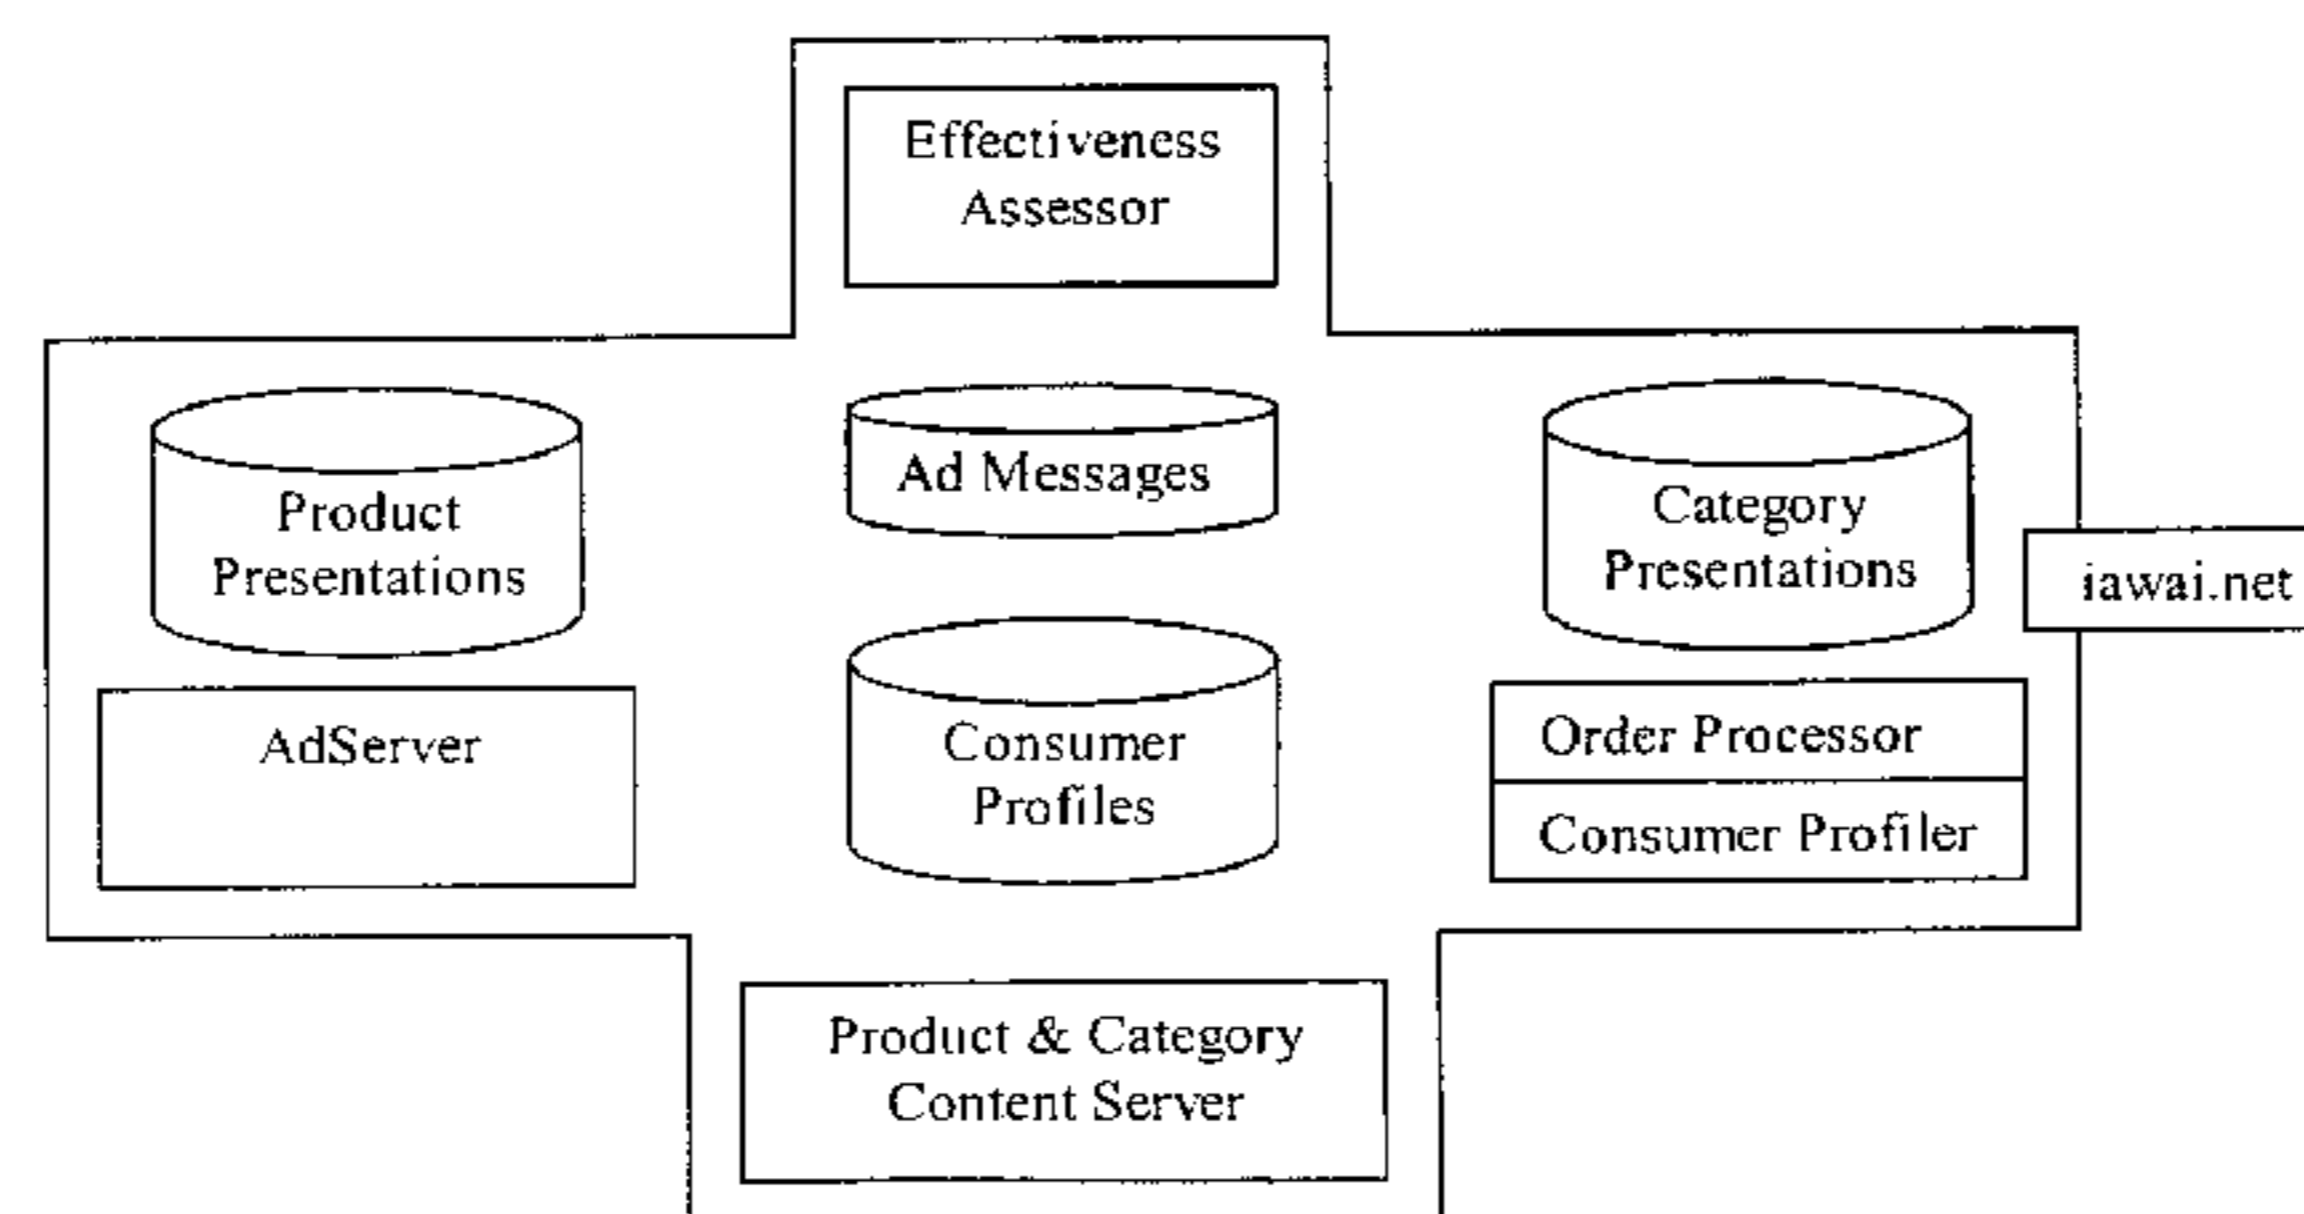 Effectiveness
Assessor
Product
Presentations
Ad Messages
Category
Presentations
iawai.net
AdServer
Consumer
Profiles
Order Processor
Consumer Profiler
Product & Category
Content Server